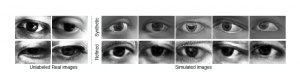 Synthetic
Refined
Unlabeled Real images
Simulated images